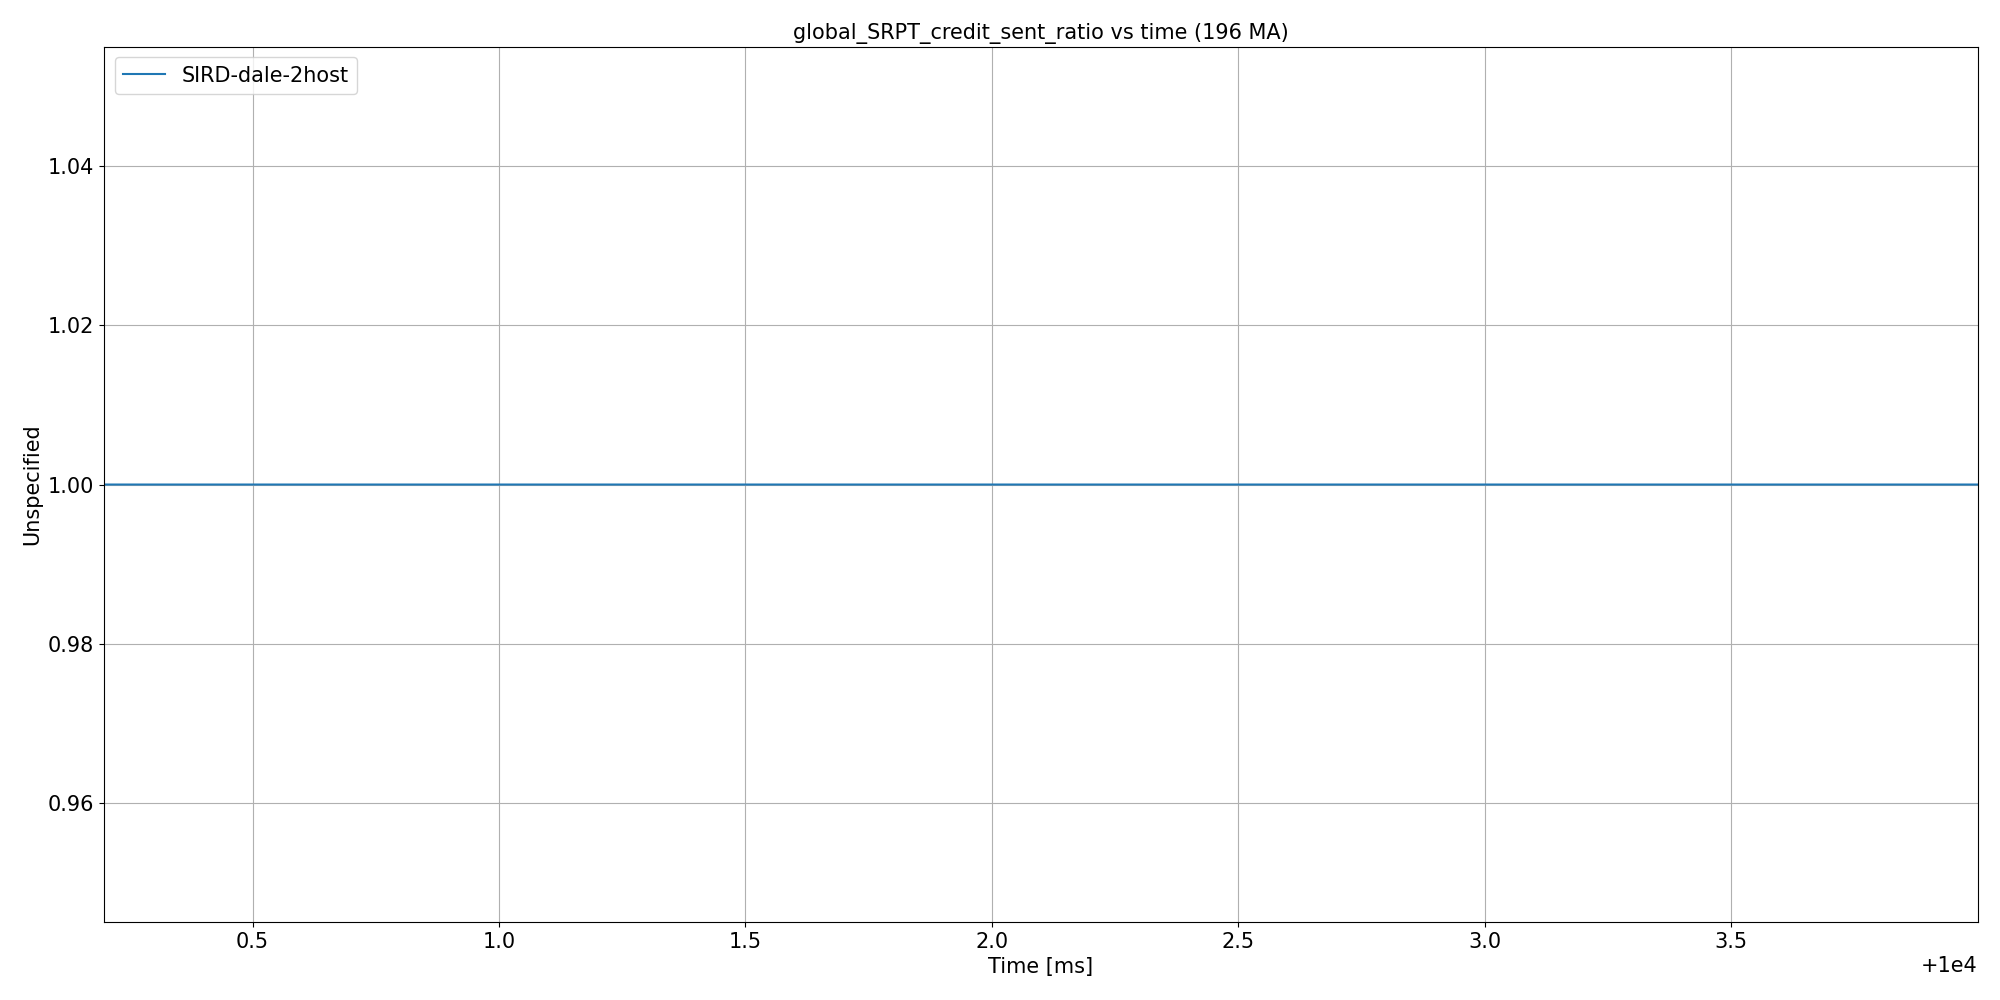 global_SRPT_credit_sent_ratio vs time (196 MA)
SIRD-dale-2host
1.04
1.02
1.00
0.98
0.96
Unspecified
0.5 1.0 1.5 2.0 2.5 3.0 3.5
Time [ms]
+1e4